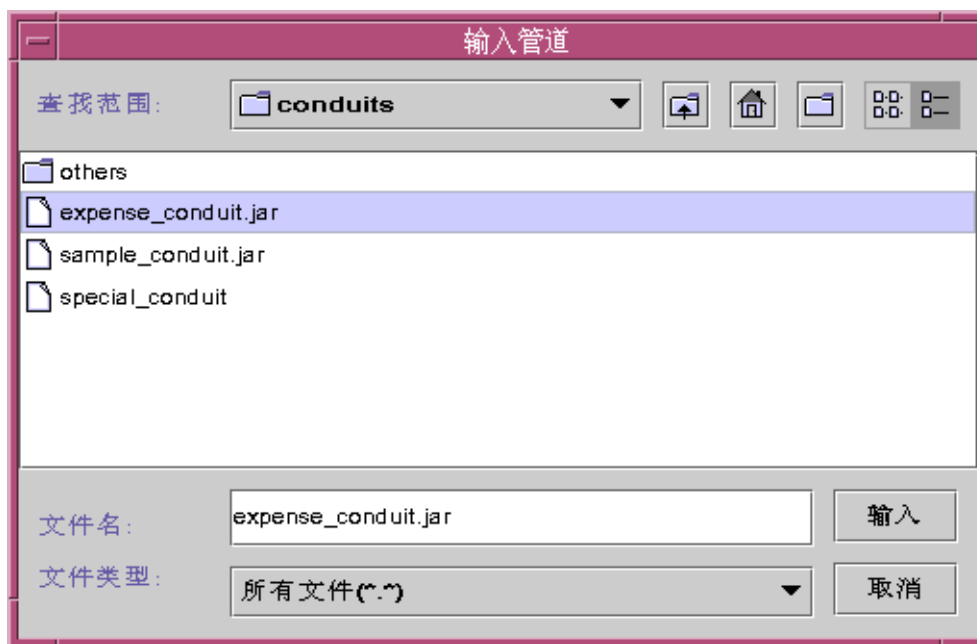 输入管道
查找范围:
conduits
others
expense_conduit.jar
sample_conduit.jar
special_conduit
文件名:
expense_conduit.jar
输入
文件类型:
所有文件(*.*)
取消